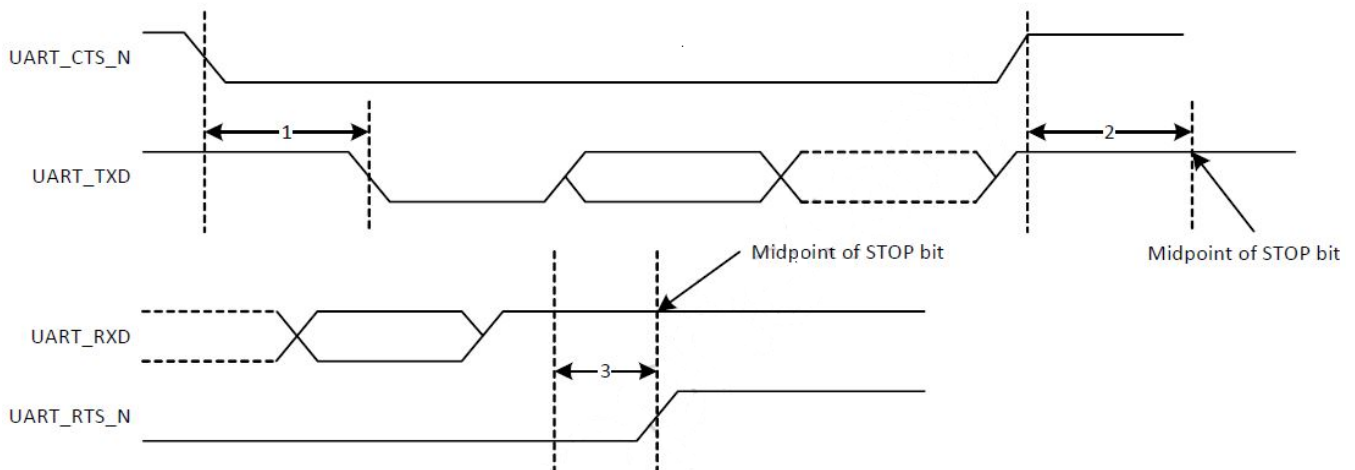 UART_CTS_N
1
2
UART_TXD
Midpoint of STOP bit
Midpoint of STOP bit
UART_RXD
3
UART_RTS_N